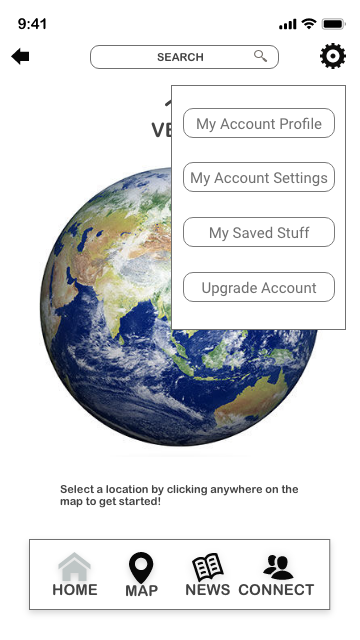 9:41
SEARCH
VE
My Account Profile
My Account Settings
My Saved Stuff
Upgrade Account
Select a location by clicking anywhere on the
map to get started!
HOME MAP NEWS CONNECT